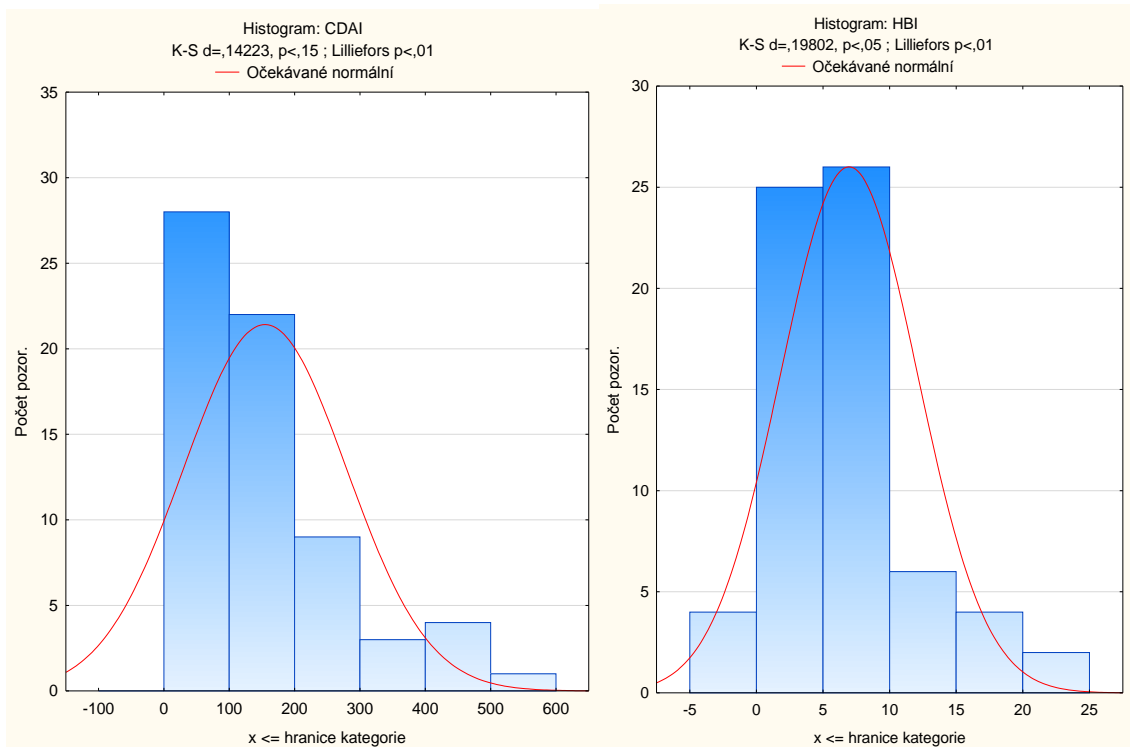 Histogram: CDAI
K-S d=,14223, p<,15 ; Lilliefors p<,01
Očekávané normální
35
30
25
20
15
10
5
0
Počet pozor.
-100 0 100 200 300 400 500 600
x <= hranice kategorie
Histogram: HBI
K-S d=,19802, p<,05 ; Lilliefors p<,01
Očekávané normální
30
25
20
15
10
5
0
Počet pozor.
-5 0 5 10 15 20 25
x <= hranice kategorie